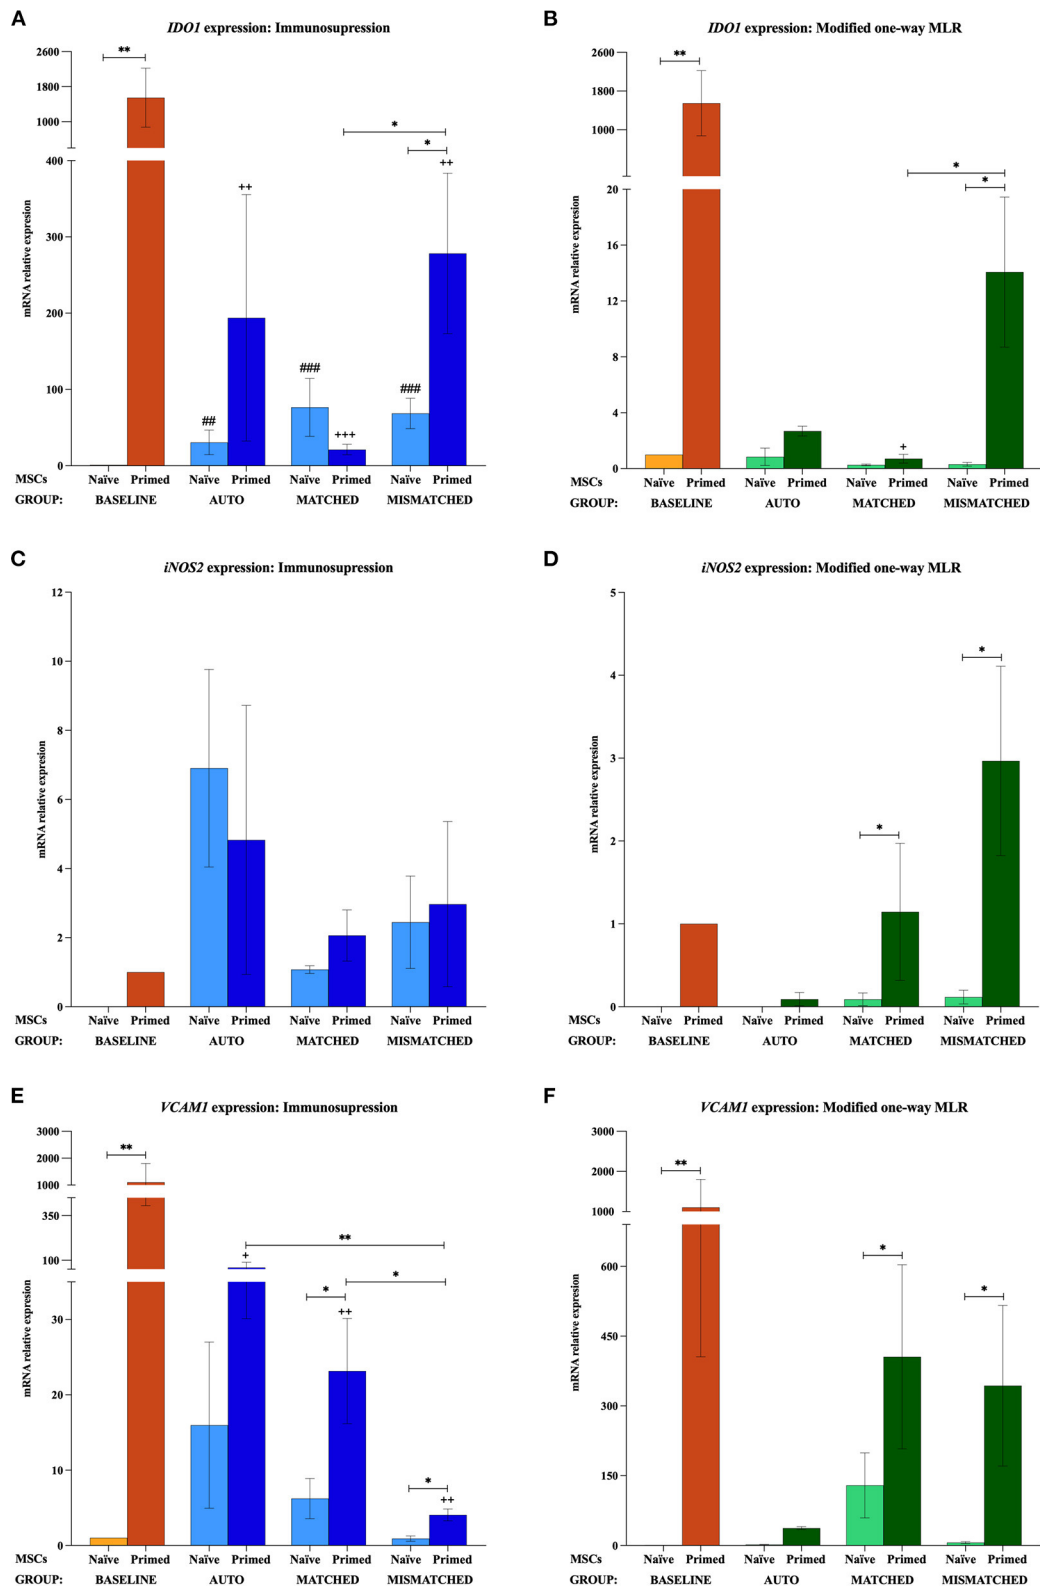 A
IDO1 expression: Immunosupression
**
*
*
++
++
###
###
##
+++
2600
1800
1000
400
300
200
100
0
mRNA relative expresion
MSCs Naïve Primed Naïve Primed Naïve Primed Naïve Primed
GROUP: BASELINE AUTO MATCHED MISMATCHED
B
IDO1 expression: Modified one-way MLR
**
*
*
+
2600
1800
1000
20
16
12
8
4
0
mRNA relative expresion
MSCs Naïve Primed Naïve Primed Naïve Primed Naïve Primed
GROUP: BASELINE AUTO MATCHED MISMATCHED
C
iNOS2 expression: Immunosupression
12
10
8
6
4
2
0
mRNA relative expresion
MSCs Naïve Primed Naïve Primed Naïve Primed Naïve Primed
GROUP: BASELINE AUTO MATCHED MISMATCHED
D
iNOS2 expression: Modified one-way MLR
*
*
5
4
3
2
1
0
mRNA relative expresion
MSCs Naïve Primed Naïve Primed Naïve Primed Naïve Primed
GROUP: BASELINE AUTO MATCHED MISMATCHED
E
VCAM1 expression: Immunosupression
**
**
+
*
*
++
*
++
3000
2000
1000
350
100
30
20
10
0
mRNA relative expresion
MSCs Naïve Primed Naïve Primed Naïve Primed Naïve Primed
GROUP: BASELINE AUTO MATCHED MISMATCHED
F
VCAM1 expression: Modified one-way MLR
**
*
*
3000
2000
1000
600
450
300
150
0
mRNA relative expresion
MSCs Naïve Primed Naïve Primed Naïve Primed Naïve Primed
GROUP: BASELINE AUTO MATCHED MISMATCHED